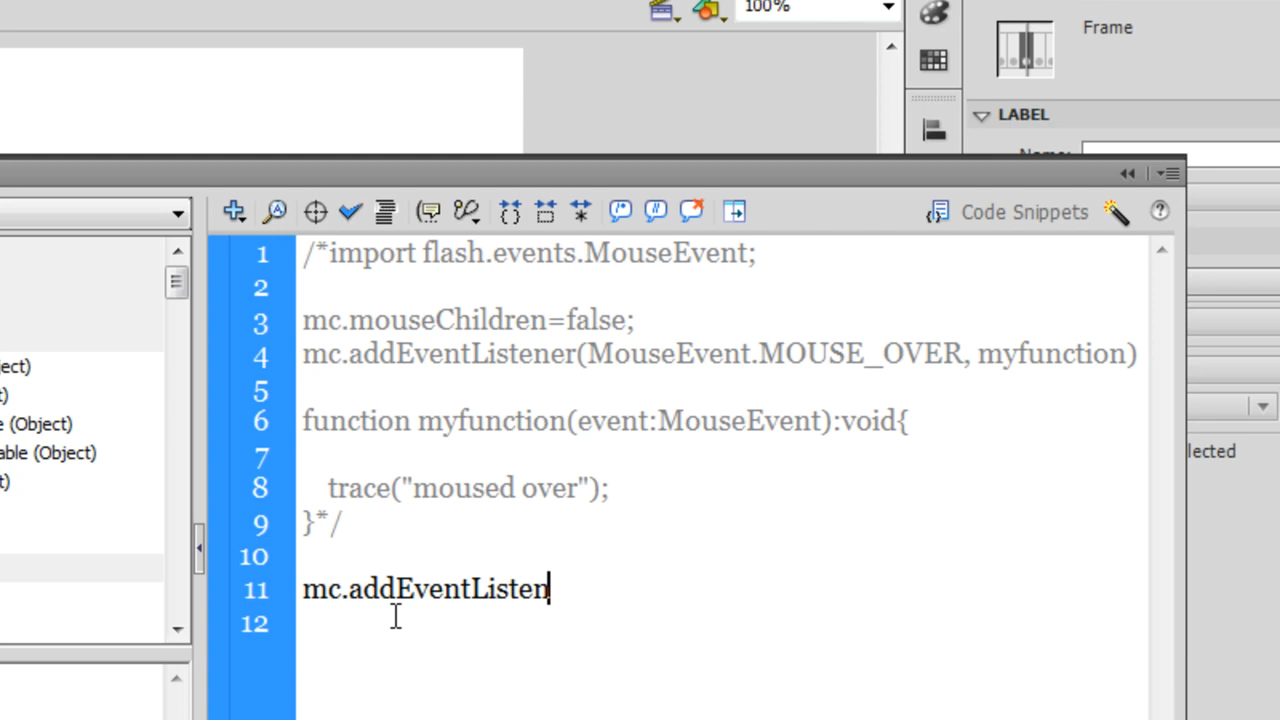 100%
Frame
LABEL
Code Snippets
1 /*import flash.events.MouseEvent;
2
3 mc.mouseChildren=false;
4 mc.addEventListener(MouseEvent.MOUSE_OVER, myfunction)
5
6 function myfunction(event:MouseEvent):void{
7
8 trace("moused over");
9 }*/
10
11 mc.addEventListen
12
ject)
t)
e (Object)
able (Object)
t)
lected